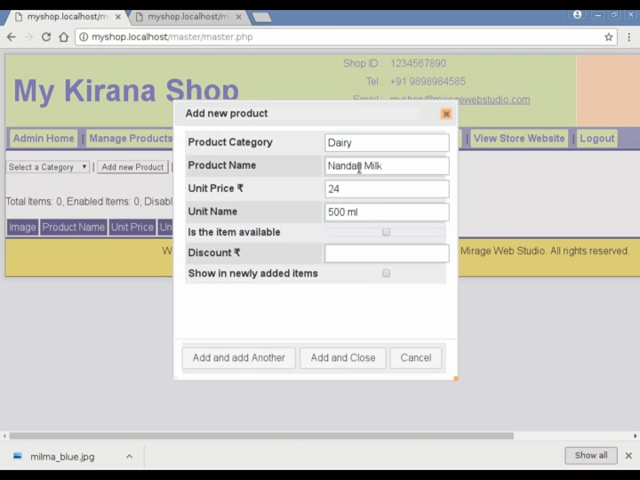 myshop.localhost/m
myshop.localhost/m
myshop.localhost/master/master.php
My Kirana Shop
Shop ID : 1234567890
Tel : +91 9898984585
Email
Admin Home
Manage Products
View Store Website
Logout
Select a Category
Add new Product
Total Items: 0, Enabled Items: 0, Disabl
Image
Product Name
Unit Price
Un
W
Mirage Web Studio. All rights reserved.
Add new product
Product Category
Dairy
Product Name
Nandan Milk
Unit Price ₹
24
Unit Name
500 ml
Is the item available
Discount ₹
Show in newly added items
Add and add Another
Add and Close
Cancel
milma_blue.jpg
Show all